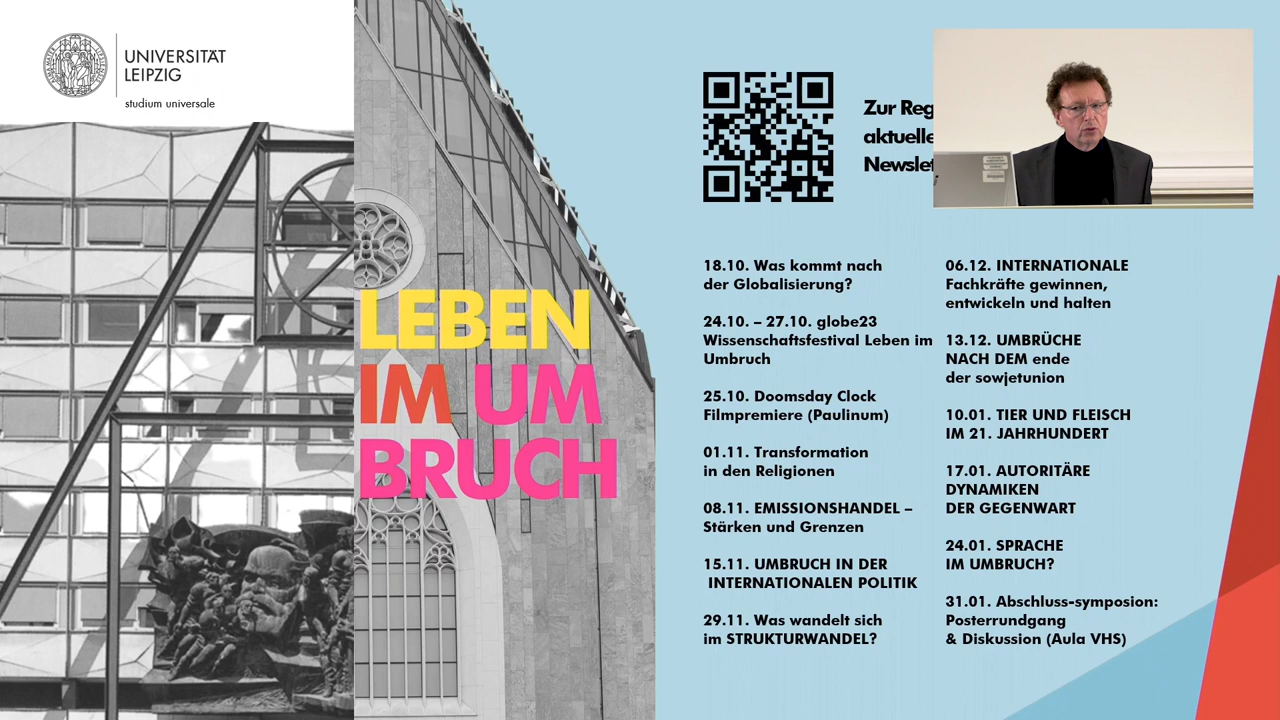 UNIVERSITÄT
LEIPZIG
studium universale
LEBEN
IM UM
BRUCH
Zur Reg
aktuelle
Newslet
18.10. Was kommt nach
der Globalisierung?
24.10. – 27.10. globe23
Wissenschaftsfestival Leben im
Umbruch
25.10. Doomsday Clock
Filmpremiere (Paulinum)
01.11. Transformation
in den Religionen
08.11. EMISSIONSHANDEL –
Stärken und Grenzen
15.11. UMBRUCH IN DER
INTERNATIONALEN POLITIK
29.11. Was wandelt sich
im STRUKTURWANDEL?
06.12. INTERNATIONALE
Fachkräfte gewinnen,
entwickeln und halten
13.12. UMBRÜCHE
NACH DEM ende
der sowjetunion
10.01. TIER UND FLEISCH
IM 21. JAHRHUNDERT
17.01. AUTORITÄRE
DYNAMIKEN
DER GEGENWART
24.01. SPRACHE
IM UMBRUCH?
31.01. Abschluss-symposion:
Posterrundgang
& Diskussion (Aula VHS)